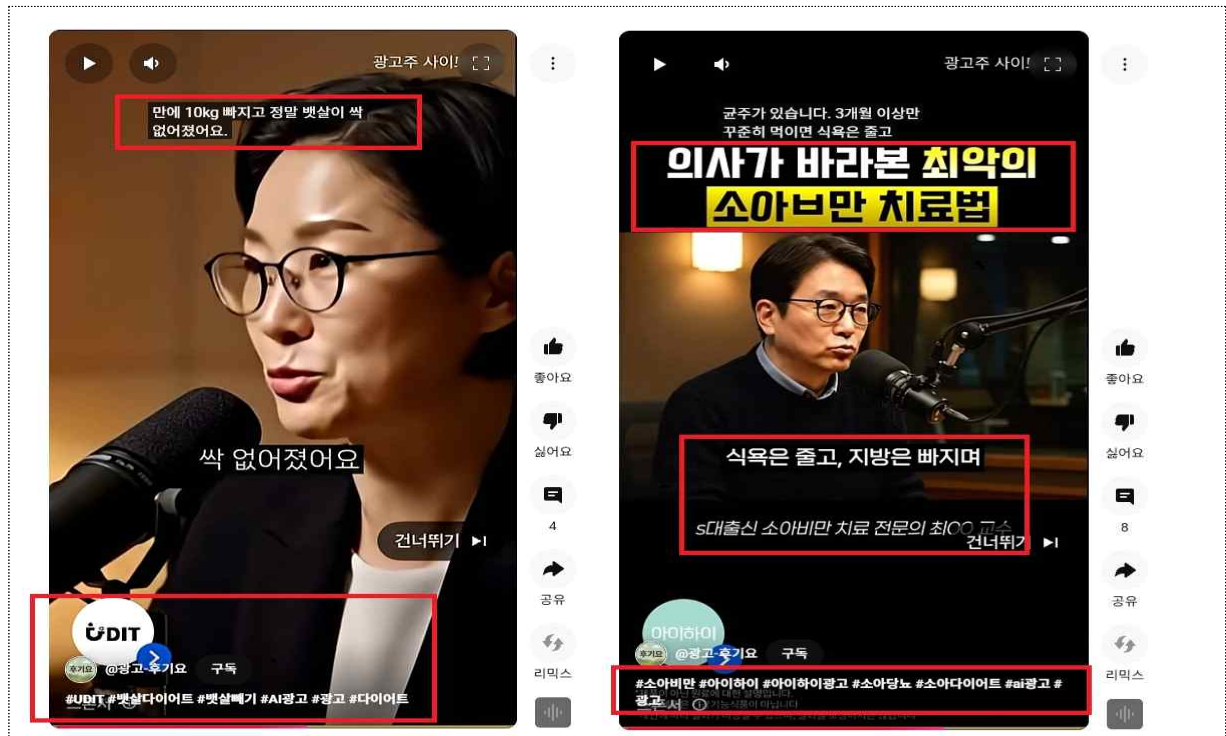 광고주 사이!
만에 10kg 빠지고 정말 뱃살이 싹
없어졌어요.
싹 없어졌어요
건너뛰기
좋아요
싫어요
4
공유
리믹스
UDIT
후기요 @광고-후기요 구독
#UDIT #뱃살다이어트 #뱃살빼기 #AI광고 #광고 #다이어트
광고주 사이!
균주가 있습니다. 3개월 이상만
꾸준히 먹이면 식욕은 줄고
의사가 바라본 최악의
소아ㅂ만 치료법
식욕은 줄고, 지방은 빠지며
s대출신 소아비만 치료 전문의 최OO 교수
건너뛰기
좋아요
싫어요
8
공유
리믹스
아이하이
후기요 @광고-후기요 구독
#소아비만 #아이하이 #아이하이광고 #소아당뇨 #소아다이어트 #ai광고 #
광고